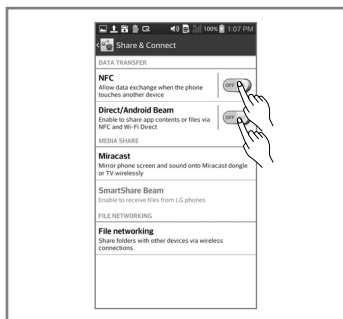 100% 1:07 PM
Share & Connect
DATA TRANSFER
NFC
Allow data exchange when the phone
touches another device
OFF
Direct/Android Beam
Enable to share app contents or files via
NFC and Wi-Fi Direct
OFF
MEDIA SHARE
Miracast
Mirror phone screen and sound onto Miracast dongle
or TV wirelessly
SmartShare Beam
Enable to receive files from LG phones
FILE NETWORKING
File networking
Share folders with other devices via wireless
connections